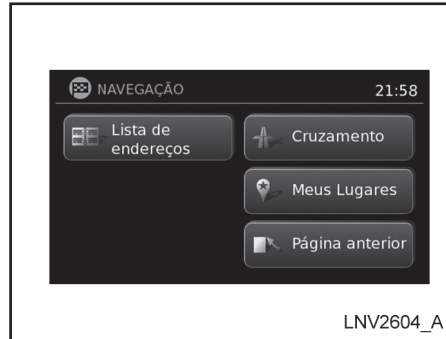 NAVEGAÇÃO 21:58
Lista de
endereços
Cruzamento
Meus Lugares
Página anterior
LNV2604_A